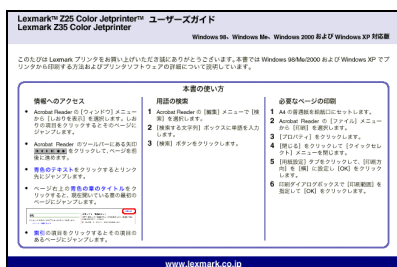 Lexmark™ Z25 Color Jetprinter™ ユーザーズガイド
Lexmark Z35 Color Jetprinter
Windows 98、Windows Me、Windows 2000 および Windows XP 対応版
このたびは Lexmark プリンタをお買い上げいただき誠にありがとうございます。本書では Windows 98/Me/2000 および Windows XP でプ
リンタから印刷する方法およびプリンタソフトウェアの詳細について説明しています。
本書の使い方
情報へのアクセス
• Acrobat Reader の [ウィンドウ] メニュー
から [しおりを表示] を選択します。しお
りの項目をクリックするとそのページに
ジャンプします。
• Acrobat Reader のツールバーにある矢印
をクリックして、ページを前
後に進めます。
• 青色のテキストをクリックするとリンク
先にジャンプします。
• ページ右上の青色の章のタイトルをク
リックすると、現在開いている章の最初の
ページにジャンプします。
• 索引の項目をクリックするとその項目の
あるページにジャンプします。
用語の検索
1 Acrobat Reader の [編集] メニューで [検
索] を選択します。
2 [検索する文字列] ボックスに単語を入力
します。
3 [検索] ボタンをクリックします。
必要なページの印刷
1 A4 の普通紙を給紙口にセットします。
2 Acrobat Reader の [ファイル] メニュー
から [印刷] を選択します。
3 [プロパティ] をクリックします。
4 [閉じる] をクリックして [クイックセレ
クト] メニューを閉じます。
5 [用紙設定] タブをクリックして、[印刷方
向] を [横] に設定し [OK] をクリック
します。
6 印刷ダイアログボックスで [印刷範囲] を
指定して [OK] をクリックします。
www.lexmark.co.jp